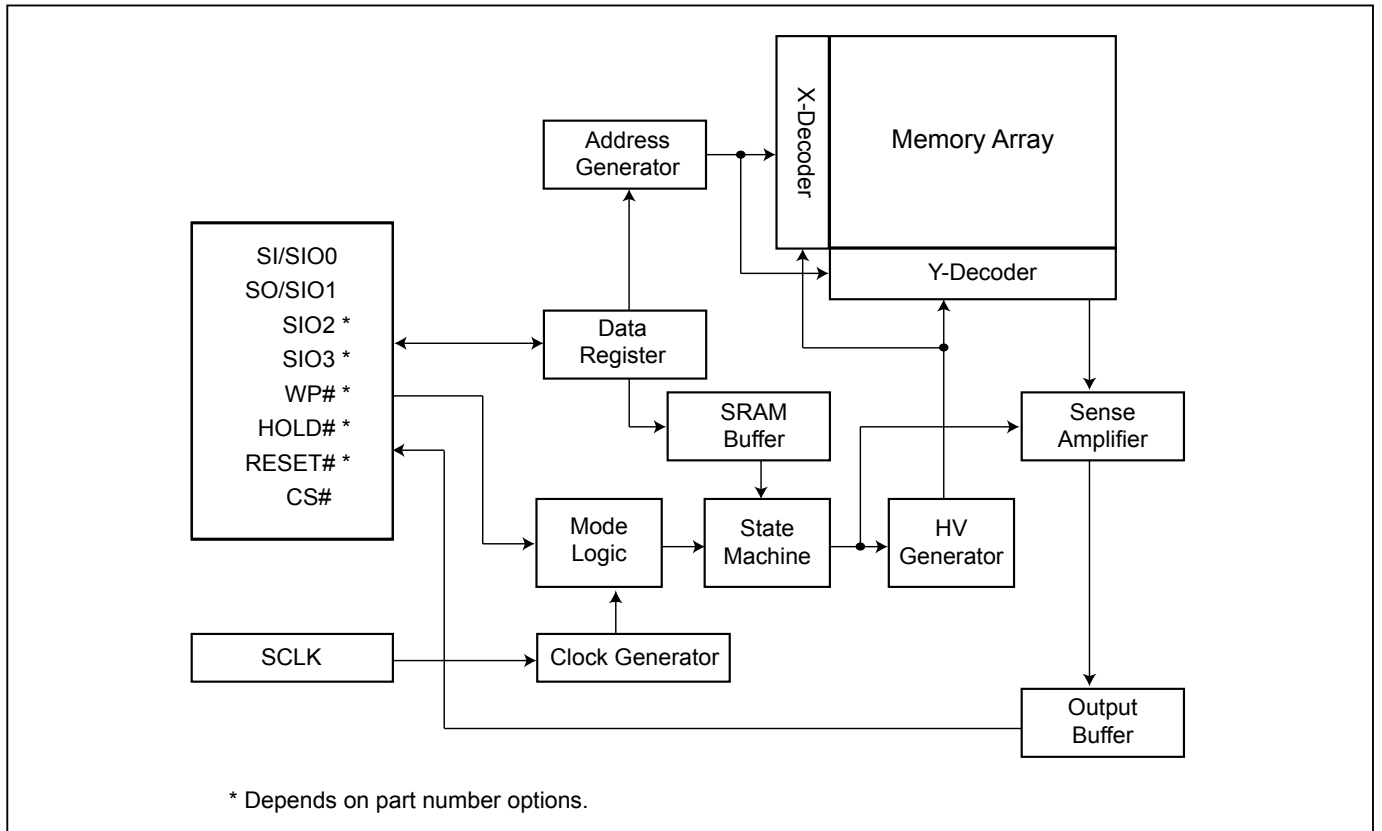 X-Decoder
Memory Array
Address
Generator
SI/SIO0
SO/SIO1
SIO2 *
SIO3 *
WP# *
HOLD# *
RESET# *
CS#
Y-Decoder
Data
Register
SRAM
Buffer
Sense
Amplifier
Mode
Logic
State
Machine
HV
Generator
SCLK
Clock Generator
Output
Buffer
* Depends on part number options.